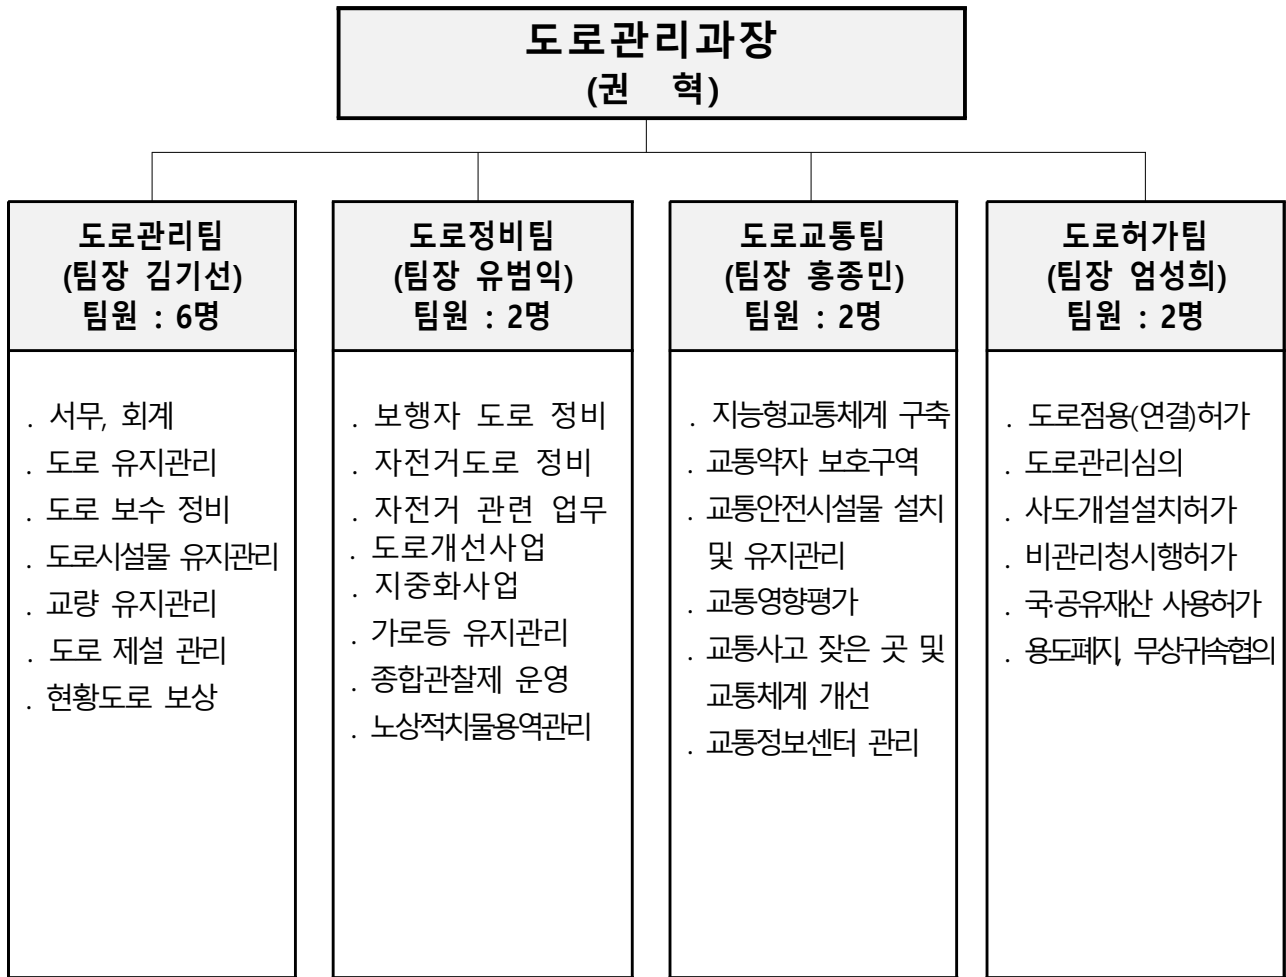 도로관리과장
(권 혁)
도로관리팀
(팀장 김기선)
팀원 : 6명
. 서무, 회계
. 도로 유지관리
. 도로 보수 정비
. 도로시설물 유지관리
. 교량 유지관리
. 도로 제설 관리
. 현황도로 보상
도로정비팀
(팀장 유범익)
팀원 : 2명
. 보행자 도로 정비
. 자전거도로 정비
. 자전거 관련 업무
. 도로개선사업
. 지중화사업
. 가로등 유지관리
. 종합관찰제 운영
. 노상적치물용역관리
도로교통팀
(팀장 홍종민)
팀원 : 2명
. 지능형교통체계 구축
. 교통약자 보호구역
. 교통안전시설물 설치
및 유지관리
. 교통영향평가
. 교통사고 잦은 곳 및
교통체계 개선
. 교통정보센터 관리
도로허가팀
(팀장 엄성희)
팀원 : 2명
. 도로점용(연결)허가
. 도로관리심의
. 사도개설설치허가
. 비관리청시행허가
. 국·공유재산 사용허가
. 용도폐지, 무상귀속협의